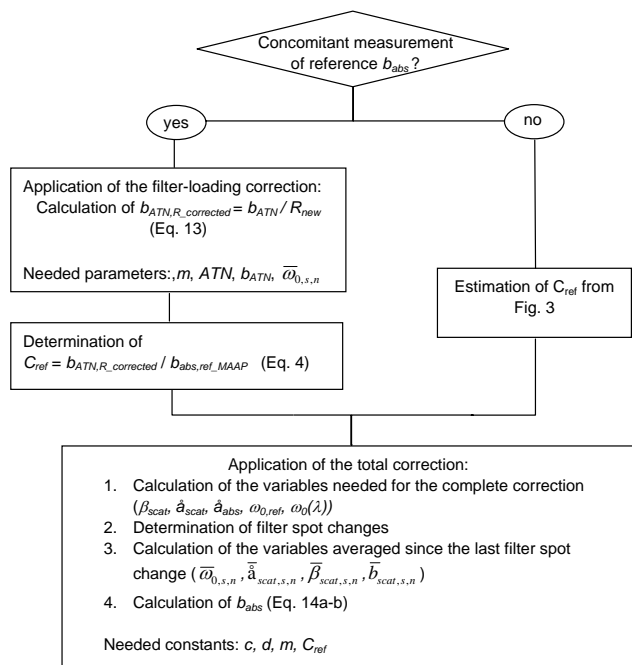 Concomitant measurement
of reference b_abs?
yes
no
Application of the filter-loading correction:
Calculation of b_ATN,R_corrected = b_ATN / R_new
(Eq. 13)
Needed parameters:,m, ATN, b_ATN, ω̅_0,s,n
Estimation of C_ref from
Fig. 3
Determination of
C_ref = b_ATN,R_corrected / b_abs,ref_MAAP (Eq. 4)
Application of the total correction:
1. Calculation of the variables needed for the complete correction
(β_scat, å_scat, å_abs, ω_0,ref, ω_0(λ))
2. Determination of filter spot changes
3. Calculation of the variables averaged since the last filter spot
change ( ω̅_0,s,n , å̅_scat,s,n , β̅_scat,s,n , b̅_scat,s,n )
4. Calculation of b_abs (Eq. 14a-b)
Needed constants: c, d, m, C_ref